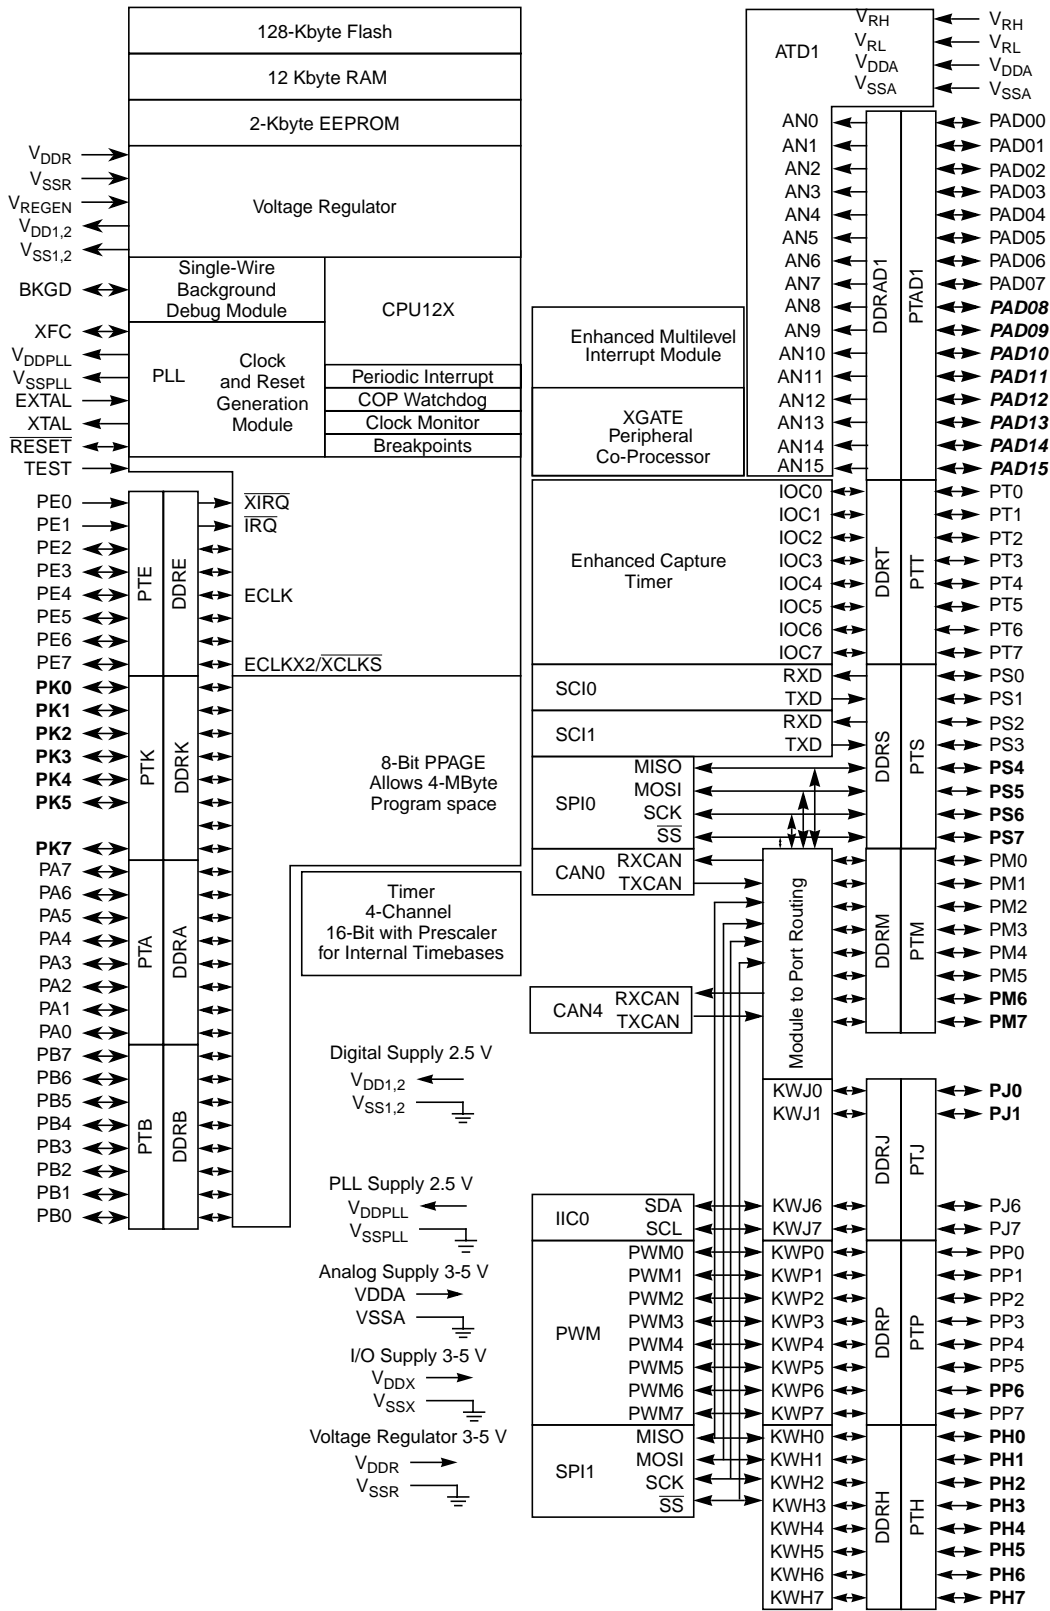 128-Kbyte Flash
12 Kbyte RAM
2-Kbyte EEPROM
VDDR
VSSR
VREGEN
VDD1,2
VSS1,2
Voltage Regulator
BKGD
XFC
VDDPLL
VSSPLL
EXTAL
XTAL
RESET
TEST
Single-Wire
Background
Debug Module
CPU12X
PLL
Clock
and Reset
Generation
Module
Periodic Interrupt
COP Watchdog
Clock Monitor
Breakpoints
PE0
PE1
PE2
PE3
PE4
PE5
PE6
PE7
PTE
DDRE
XIRQ
IRQ
ECLK
ECLKX2/XCLKS
PK0
PK1
PK2
PK3
PK4
PK5
PK7
PTK
DDRK
8-Bit PPAGE
Allows 4-MByte
Program space
PA7
PA6
PA5
PA4
PA3
PA2
PA1
PA0
PTA
DDRA
Timer
4-Channel
16-Bit with Prescaler
for Internal Timebases
PB7
PB6
PB5
PB4
PB3
PB2
PB1
PB0
PTB
DDRB
Digital Supply 2.5 V
VDD1,2
VSS1,2
PLL Supply 2.5 V
VDDPLL
VSSPLL
Analog Supply 3-5 V
VDDA
VSSA
I/O Supply 3-5 V
VDDX
VSSX
Voltage Regulator 3-5 V
VDDR
VSSR
Enhanced Multilevel
Interrupt Module
XGATE
Peripheral
Co-Processor
ATD1
VRH
VRL
VDDA
VSSA
VRH
VRL
VDDA
VSSA
AN0
AN1
AN2
AN3
AN4
AN5
AN6
AN7
AN8
AN9
AN10
AN11
AN12
AN13
AN14
AN15
DDRAD1
PTAD1
PAD00
PAD01
PAD02
PAD03
PAD04
PAD05
PAD06
PAD07
PAD08
PAD09
PAD10
PAD11
PAD12
PAD13
PAD14
PAD15
Enhanced Capture
Timer
IOC0
IOC1
IOC2
IOC3
IOC4
IOC5
IOC6
IOC7
DDRT
PTT
PT0
PT1
PT2
PT3
PT4
PT5
PT6
PT7
SCI0
RXD
TXD
SCI1
RXD
TXD
SPI0
MISO
MOSI
SCK
SS
DDRS
PTS
PS0
PS1
PS2
PS3
PS4
PS5
PS6
PS7
CAN0
RXCAN
TXCAN
CAN4
RXCAN
TXCAN
Module to Port Routing
DDRM
PTM
PM0
PM1
PM2
PM3
PM4
PM5
PM6
PM7
KWJ0
KWJ1
KWJ6
KWJ7
DDRJ
PTJ
PJ0
PJ1
PJ6
PJ7
IIC0
SDA
SCL
PWM
PWM0
PWM1
PWM2
PWM3
PWM4
PWM5
PWM6
PWM7
KWP0
KWP1
KWP2
KWP3
KWP4
KWP5
KWP6
KWP7
DDRP
PTP
PP0
PP1
PP2
PP3
PP4
PP5
PP6
PP7
SPI1
MISO
MOSI
SCK
SS
KWH0
KWH1
KWH2
KWH3
KWH4
KWH5
KWH6
KWH7
DDRH
PTH
PH0
PH1
PH2
PH3
PH4
PH5
PH6
PH7